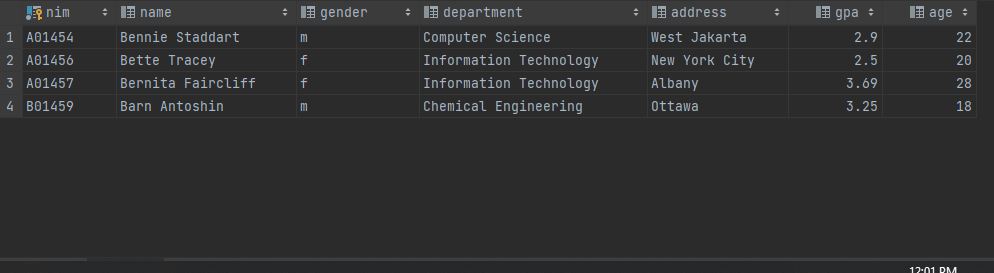 nim name gender department address gpa age
1 A01454 Bennie Staddart m Computer Science West Jakarta 2.9 22
2 A01456 Bette Tracey f Information Technology New York City 2.5 20
3 A01457 Bernita Faircliff f Information Technology Albany 3.69 28
4 B01459 Barn Antoshin m Chemical Engineering Ottawa 3.25 18
12:01 PM